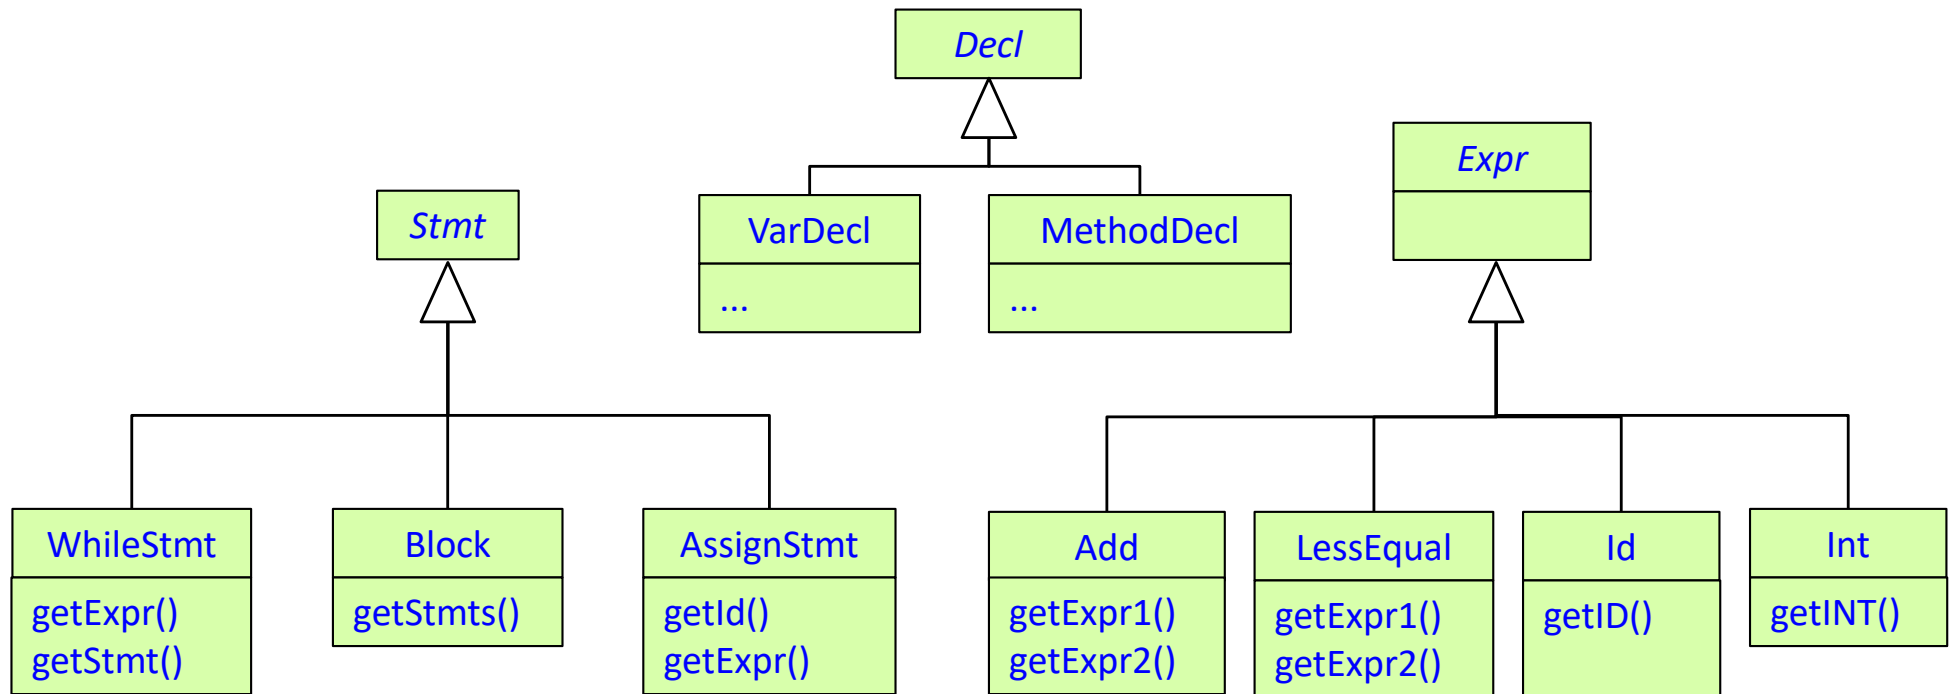 Decl
Expr
Stmt
VarDecl
...
MethodDecl
...
WhileStmt
getExpr()
getStmt()
Block
getStmts()
AssignStmt
getId()
getExpr()
Add
getExpr1()
getExpr2()
LessEqual
getExpr1()
getExpr2()
Id
getID()
Int
getINT()